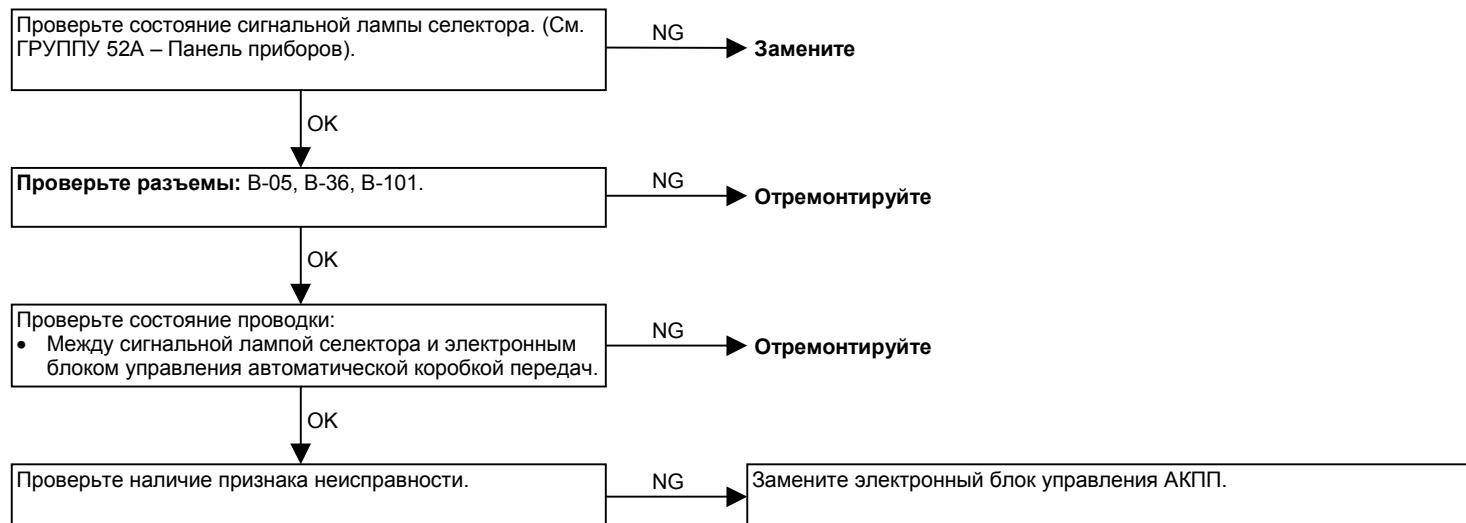 Проверьте состояние сигнальной лампы селектора. (См.
ГРУППУ 52А – Панель приборов).
NG
Замените
OK
Проверьте разъемы: B-05, B-36, B-101.
NG
Отремонтируйте
OK
Проверьте состояние проводки:
• Между сигнальной лампой селектора и электронным
блоком управления автоматической коробкой передач.
NG
Отремонтируйте
OK
Проверьте наличие признака неисправности.
NG
Замените электронный блок управления АКПП.